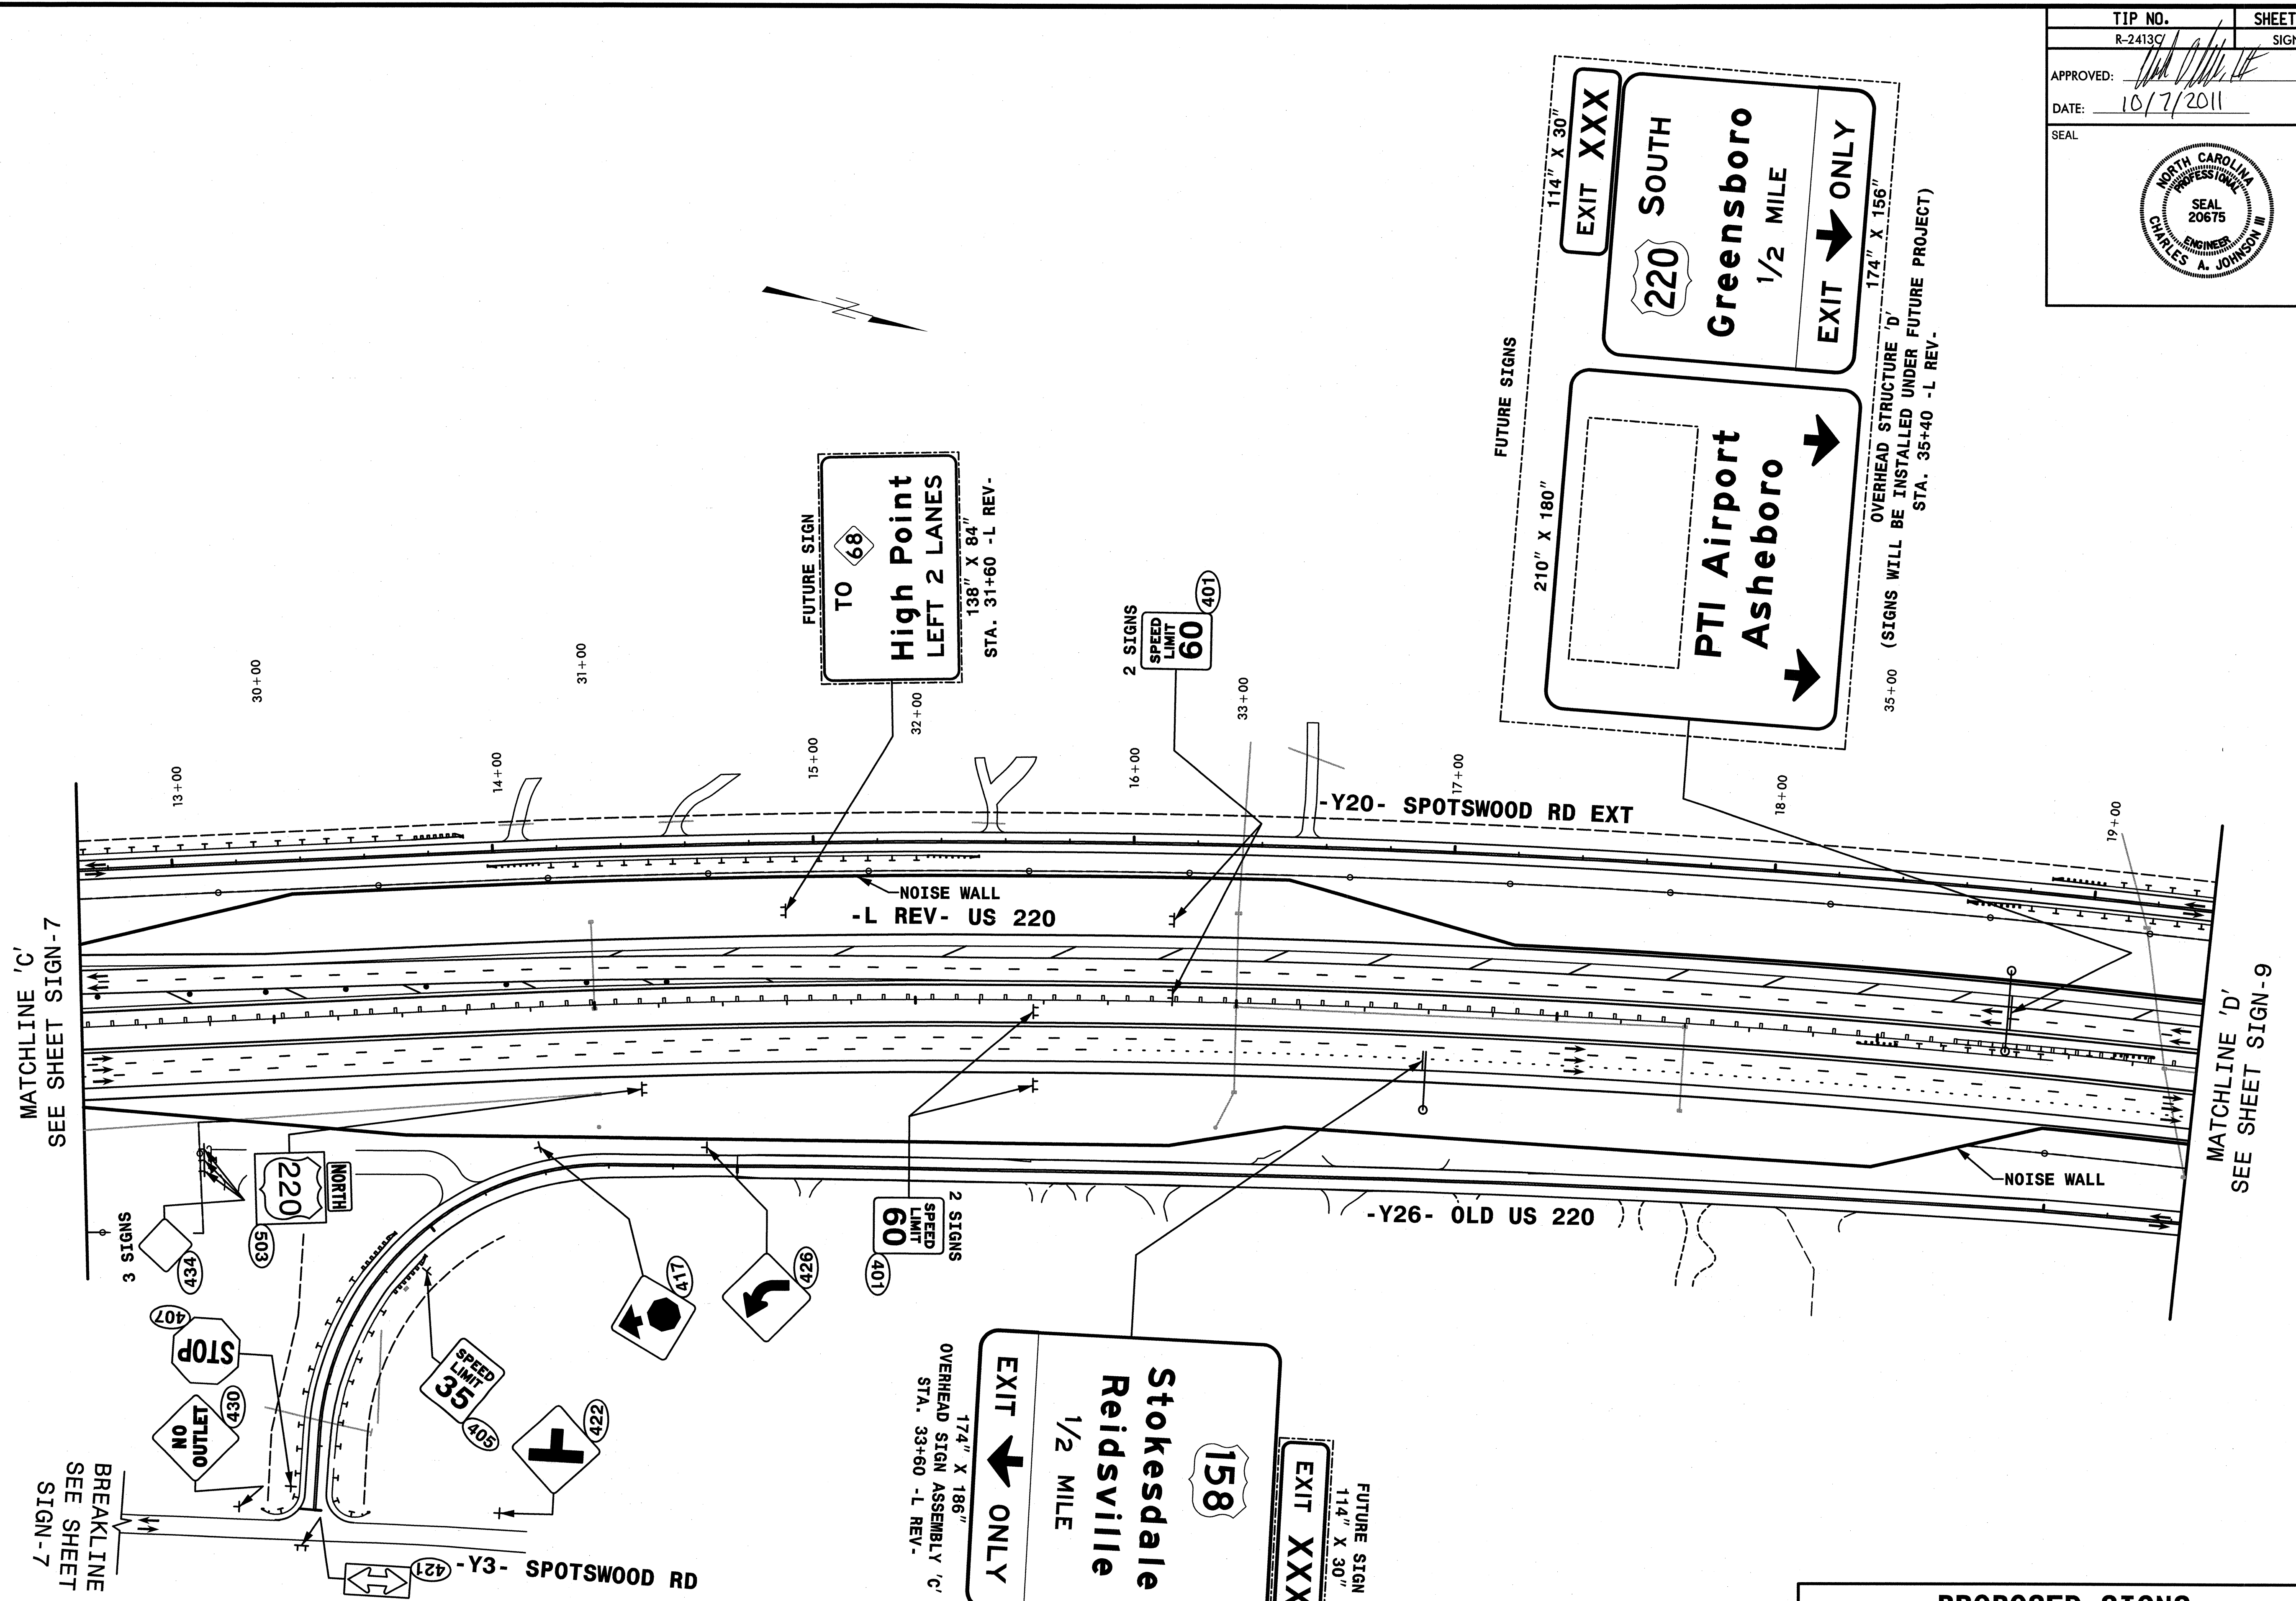 TIP NO.
SHEET
R-2413C
SIGN
APPROVED:
DATE: 10/7/2011
SEAL
NORTH CAROLINA
PROFESSIONAL
SEAL
20675
ENGINEER
CHARLES A. JOHNSON III
FUTURE SIGNS
114" X 30"
EXIT XXX
220 SOUTH
Greensboro
1/2 MILE
EXIT ONLY
174" X 156"
210" X 180"
PTI Airport
Asheboro
OVERHEAD STRUCTURE 'D'
(SIGNS WILL BE INSTALLED UNDER FUTURE PROJECT)
STA. 35+40 -L REV-
FUTURE SIGN
TO 68
High Point
LEFT 2 LANES
138" X 84"
STA. 31+60 -L REV-
2 SIGNS
SPEED
LIMIT
60
401
30+00
31+00
32+00
33+00
35+00
13+00
14+00
15+00
16+00
17+00
18+00
19+00
-Y20- SPOTSWOOD RD EXT
NOISE WALL
-L REV- US 220
MATCHLINE 'C'
SEE SHEET SIGN-7
MATCHLINE 'D'
SEE SHEET SIGN-9
NOISE WALL
-Y26- OLD US 220
3 SIGNS
434
NORTH
220
503
407
STOP
NO
OUTLET
430
SPEED
LIMIT
35
405
422
417
426
2 SIGNS
SPEED
LIMIT
60
401
BREAKLINE
SEE SHEET
SIGN-7
421
-Y3- SPOTSWOOD RD
FUTURE SIGN
114" X 30"
EXIT XXX
158
Stokesdale
Reidsville
1/2 MILE
EXIT ONLY
174" X 186"
OVERHEAD SIGN ASSEMBLY 'C'
STA. 33+60 -L REV-
PROPOSED SIGNS